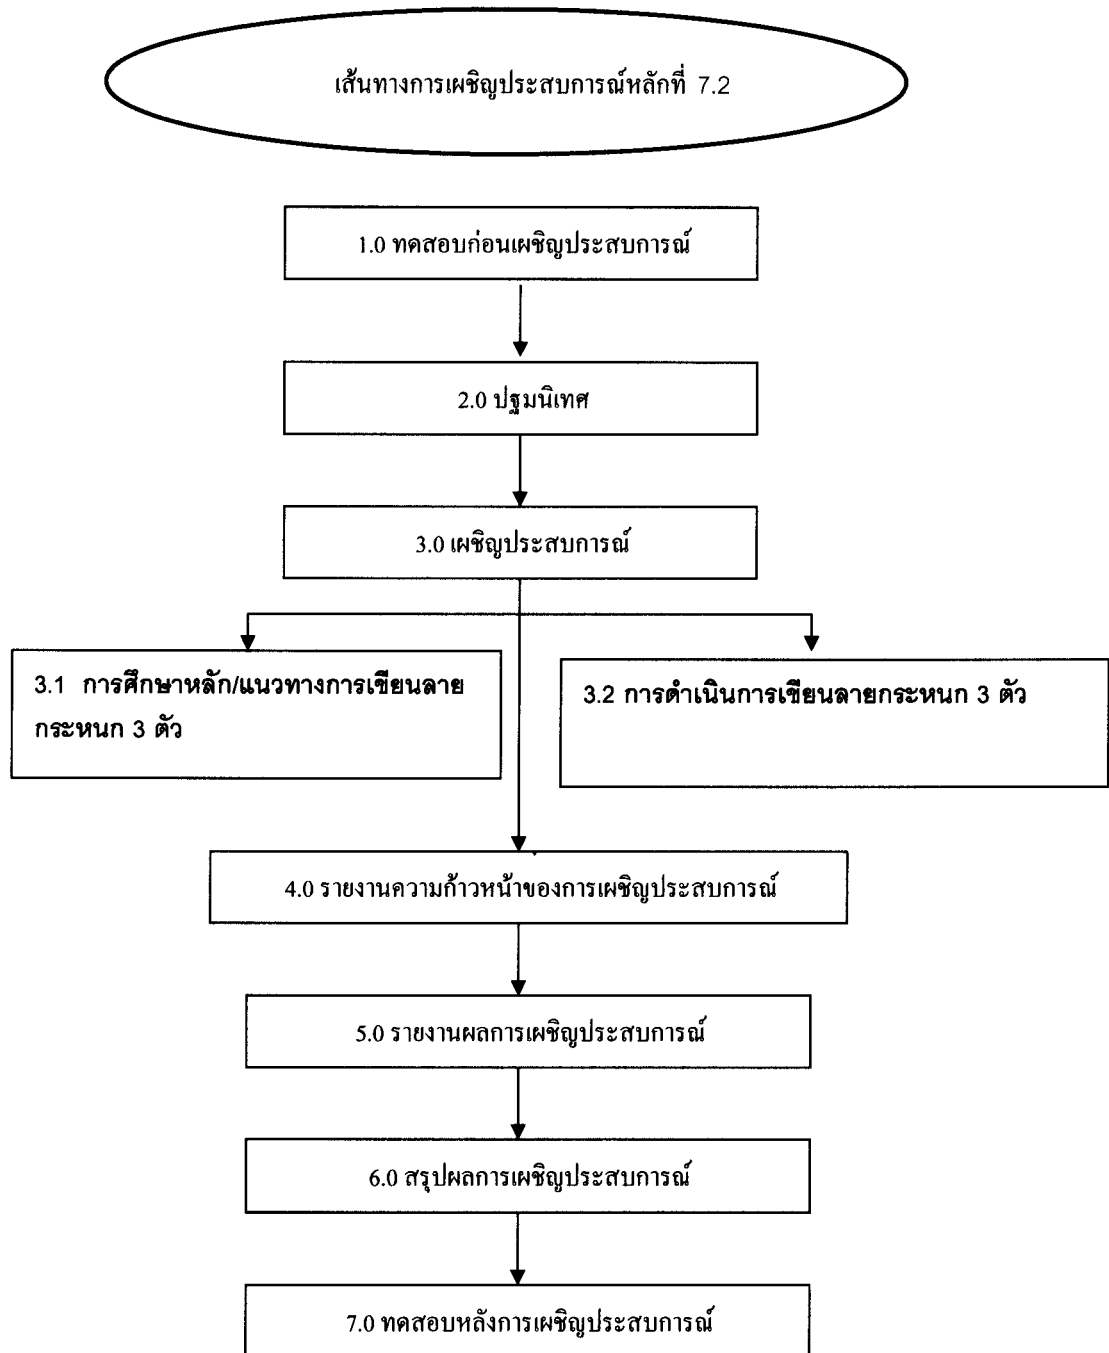 เส้นทางการเผชิญประสบการณ์หลักที่ 7.2
1.0 ทดสอบก่อนเผชิญประสบการณ์
2.0 ปฐมนิเทศ
3.0 เผชิญประสบการณ์
3.1 การศึกษาหลัก/แนวทางการเขียนลาย
กระหนก 3 ตัว
3.2 การดำเนินการเขียนลายกระหนก 3 ตัว
4.0 รายงานความก้าวหน้าของการเผชิญประสบการณ์
5.0 รายงานผลการเผชิญประสบการณ์
6.0 สรุปผลการเผชิญประสบการณ์
7.0 ทดสอบหลังการเผชิญประสบการณ์